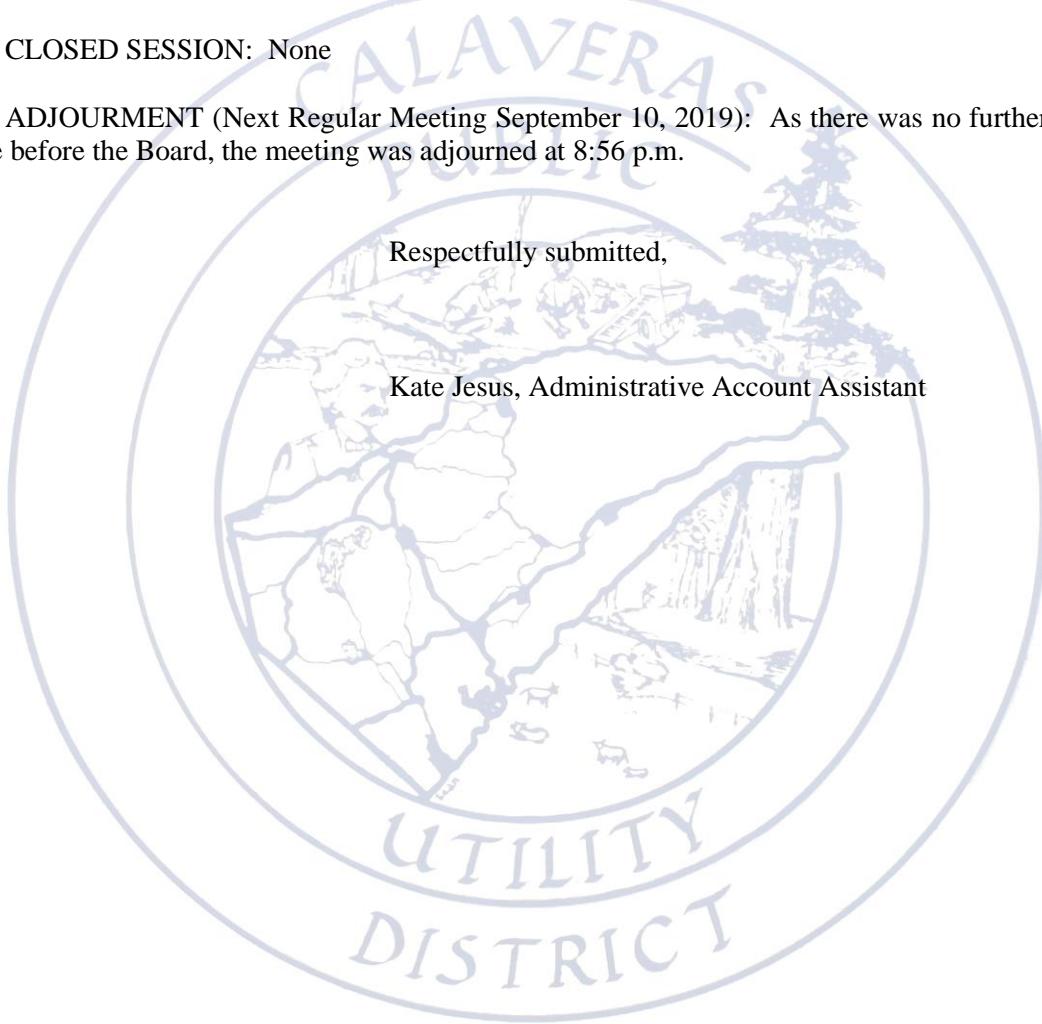 CLOSED SESSION: None
ADJOURMENT (Next Regular Meeting September 10, 2019): As there was no further
before the Board, the meeting was adjourned at 8:56 p.m.
Respectfully submitted,
Kate Jesus, Administrative Account Assistant
CALAVERAS
PUBLIC
UTILITY
DISTRICT